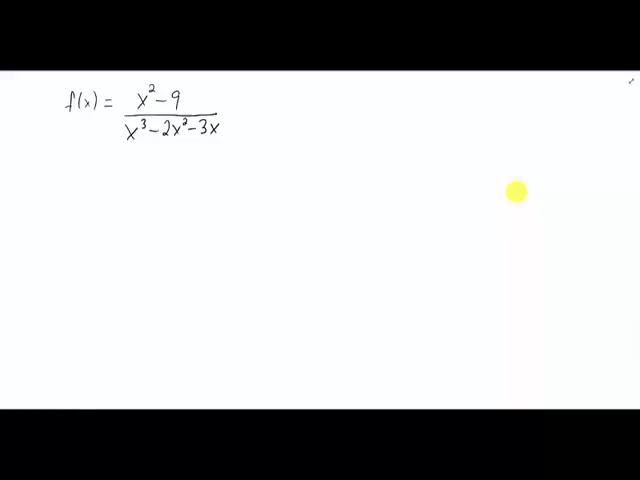 f(x) = x² - 9
x³ - 2x² - 3x